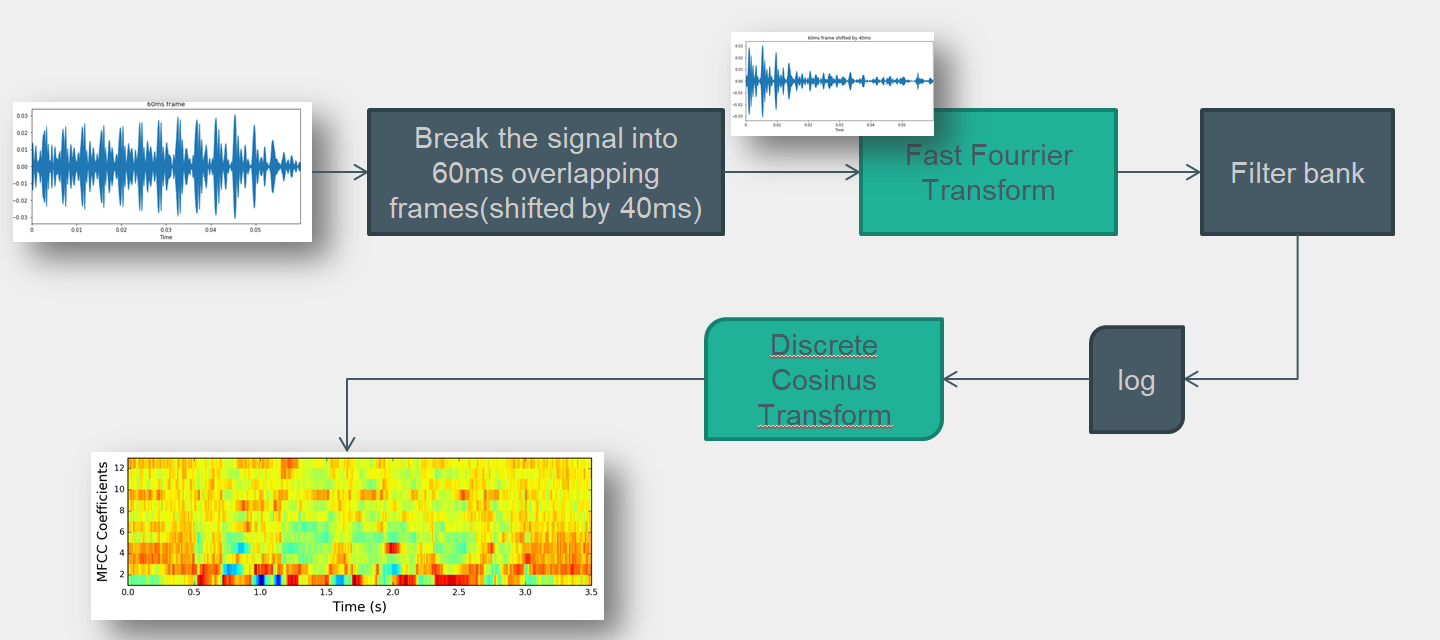 60ms frame
0.03
0.02
0.01
0.00
−0.01
−0.02
−0.03
0 0.01 0.02 0.03 0.04 0.05
Time
Break the signal into
60ms overlapping
frames(shifted by 40ms)
60ms frame shifted by 40ms
0.03
0.02
0.01
0.00
−0.01
−0.02
−0.03
0 0.01 0.02 0.03 0.04 0.05
Time
Fast Fourrier
Transform
Filter bank
log
Discrete
Cosinus
Transform
MFCC Coefficients
12
10
8
6
4
2
0.0 0.5 1.0 1.5 2.0 2.5 3.0 3.5
Time (s)